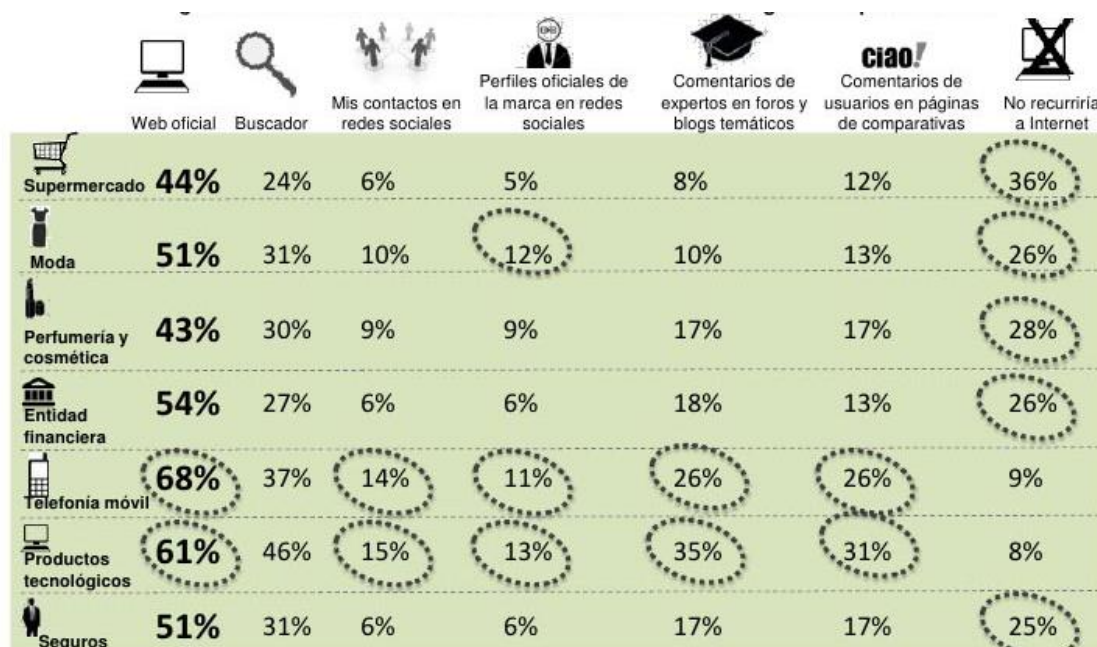 Web oficial
Buscador
Mis contactos en
redes sociales
Perfiles oficiales de
la marca en redes
sociales
Comentarios de
expertos en foros y
blogs temáticos
ciao!
Comentarios de
usuarios en páginas
de comparativas
No recurriría
a Internet
Supermercado 44% 24% 6% 5% 8% 12% 36%
Moda 51% 31% 10% 12% 10% 13% 26%
Perfumería y
cosmética
43% 30% 9% 9% 17% 17% 28%
Entidad
financiera
54% 27% 6% 6% 18% 13% 26%
Telefonía móvil 68% 37% 14% 11% 26% 26% 9%
Productos
tecnológicos
61% 46% 15% 13% 35% 31% 8%
Seguros 51% 31% 6% 6% 17% 17% 25%